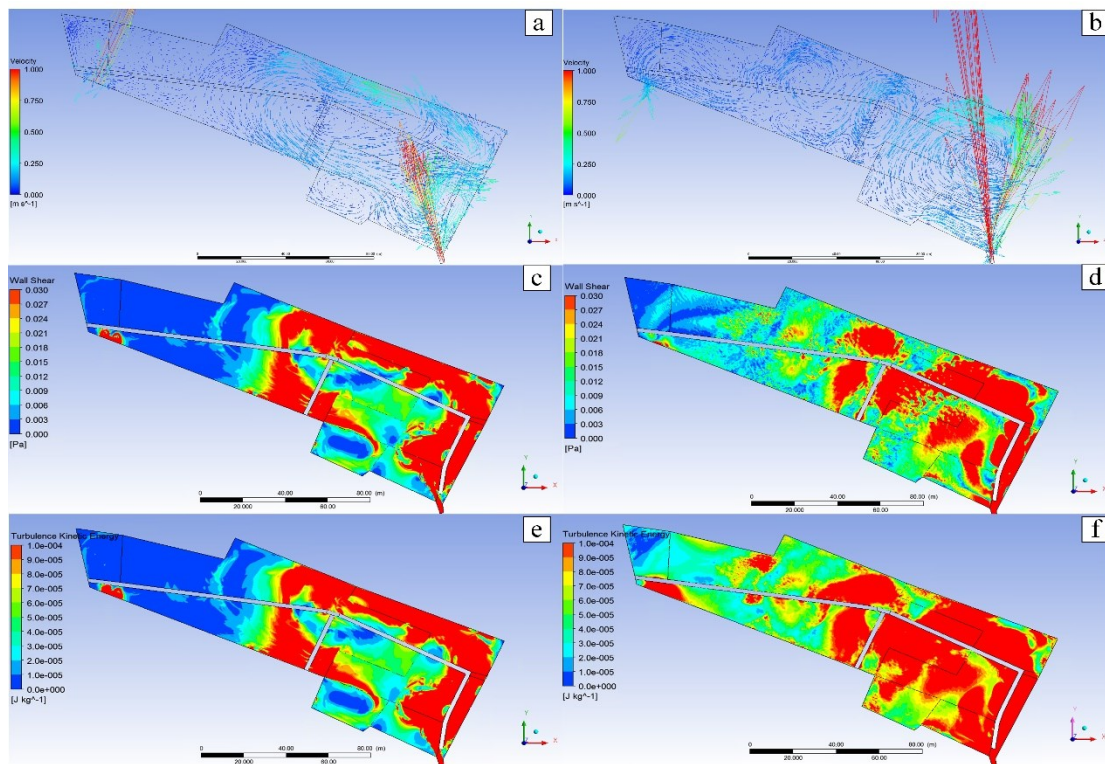 a
Velocity
1.000
0.750
0.500
0.250
0.000
[m s^-1]
b
Velocity
1.000
0.750
0.500
0.250
0.000
[m s^-1]
c
Wall Shear
0.030
0.027
0.024
0.021
0.018
0.015
0.012
0.009
0.006
0.003
0.000
[Pa]
0 40.00 80.00 (m)
20.000 60.00
Y
X
Z
d
Wall Shear
0.030
0.027
0.024
0.021
0.018
0.015
0.012
0.009
0.006
0.003
0.000
[Pa]
0 40.00 80.00 (m)
20.000 60.00
Y
X
Z
e
Turbulence Kinetic Energy
1.0e-004
9.0e-005
8.0e-005
7.0e-005
6.0e-005
5.0e-005
4.0e-005
3.0e-005
2.0e-005
1.0e-005
0.0e+000
[J kg^-1]
0 40.00 80.00 (m)
20.000 60.00
Y
X
Z
f
Turbulence Kinetic Energy
1.0e-004
9.0e-005
8.0e-005
7.0e-005
6.0e-005
5.0e-005
4.0e-005
3.0e-005
2.0e-005
1.0e-005
0.0e+000
[J kg^-1]
0 40.00 80.00 (m)
20.000 60.00
Y
X
Z